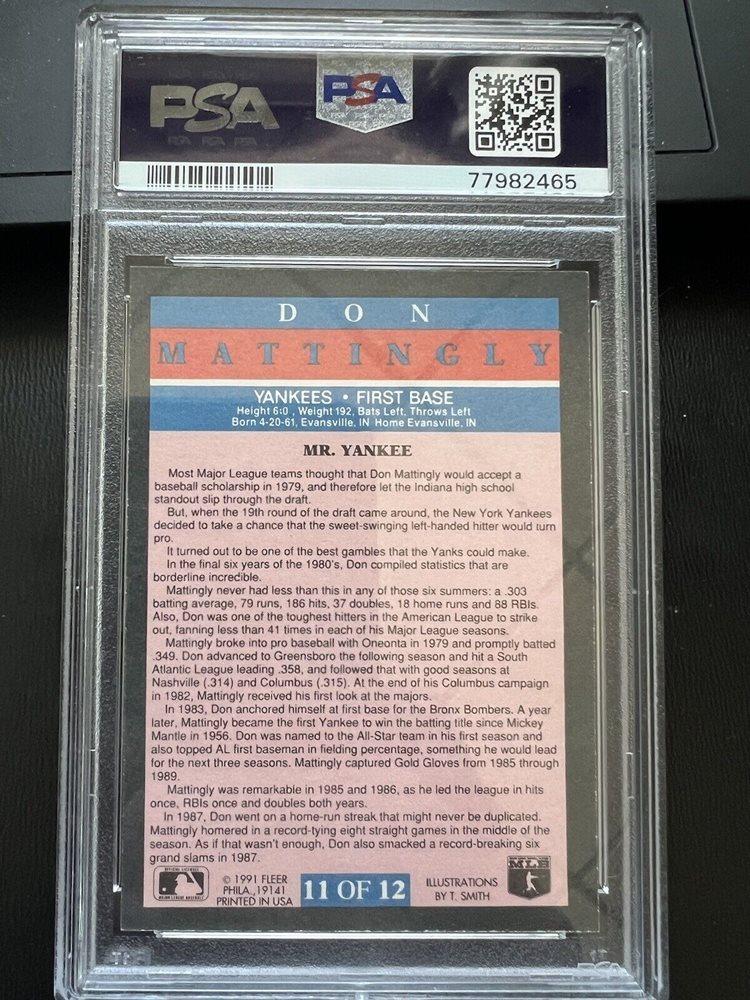 PSA
PSA
77982465
DON
MATTINGLY
YANKEES • FIRST BASE
Height 6:0 , Weight 192, Bats Left, Throws Left
Born 4-20-61, Evansville, IN Home Evansville, IN
MR. YANKEE
Most Major League teams thought that Don Mattingly would accept a
baseball scholarship in 1979, and therefore let the Indiana high school
standout slip through the draft.
But, when the 19th round of the draft came around, the New York Yankees
decided to take a chance that the sweet-swinging left-handed hitter would turn
pro.
It turned out to be one of the best gambles that the Yanks could make.
In the final six years of the 1980's, Don compiled statistics that are
borderline incredible.
Mattingly never had less than this in any of those six summers: a .303
batting average, 79 runs, 186 hits, 37 doubles, 18 home runs and 88 RBIs.
Also, Don was one of the toughest hitters in the American League to strike
out, fanning less than 41 times in each of his Major League seasons.
Mattingly broke into pro baseball with Oneonta in 1979 and promptly batted
.349. Don advanced to Greensboro the following season and hit a South
Atlantic League leading .358, and followed that with good seasons at
Nashville (.314) and Columbus (.315). At the end of his Columbus campaign
in 1982, Mattingly received his first look at the majors.
In 1983, Don anchored himself at first base for the Bronx Bombers. A year
later, Mattingly became the first Yankee to win the batting title since Mickey
Mantle in 1956. Don was named to the All-Star team in his first season and
also topped AL first baseman in fielding percentage, something he would lead
for the next three seasons. Mattingly captured Gold Gloves from 1985 through
1989.
Mattingly was remarkable in 1985 and 1986, as he led the league in hits
once, RBIs once and doubles both years.
In 1987, Don went on a home-run streak that might never be duplicated.
Mattingly homered in a record-tying eight straight games in the middle of the
season. As if that wasn't enough, Don also smacked a record-breaking six
grand slams in 1987.
© 1991 FLEER
PHILA., 19141
PRINTED IN USA
11 OF 12
ILLUSTRATIONS
BY T. SMITH